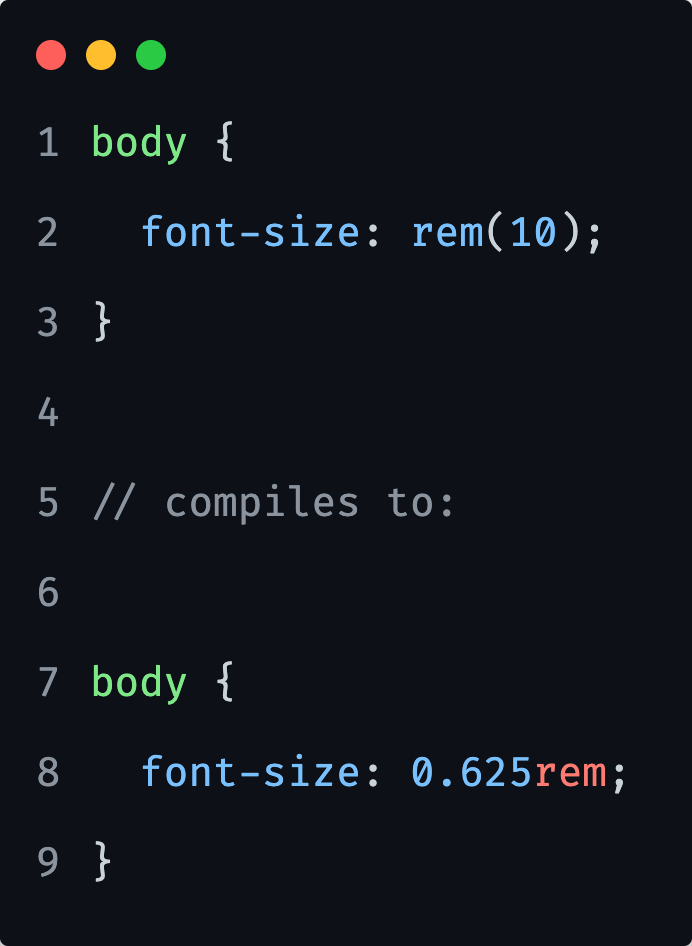 1 body {
2   font-size: rem(10);
3 }
4
5 // compiles to:
6
7 body {
8   font-size: 0.625rem;
9 }